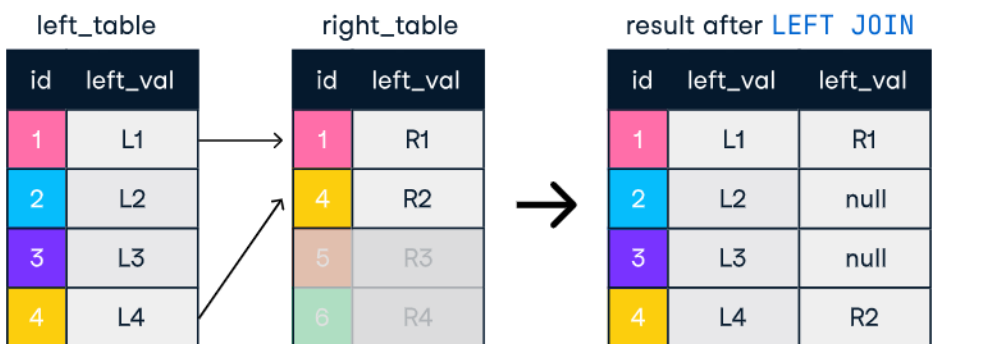 left_table right_table result after LEFT JOIN
id left_val id left_val id left_val left_val
1 L1 1 R1 1 L1 R1
2 L2 4 R2 2 L2 null
3 L3 5 R3 3 L3 null
4 L4 6 R4 4 L4 R2